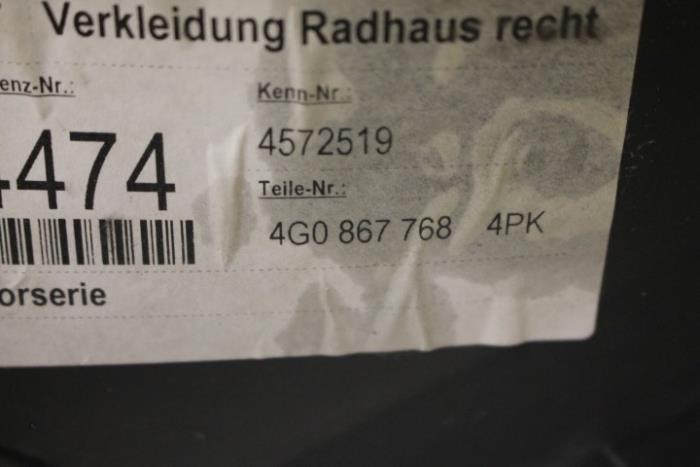 Verkleidung Radhaus recht
enz-Nr.:
Kenn-Nr.:
474
4572519
Teile-Nr.:
4G0 867 768 4PK
orserie